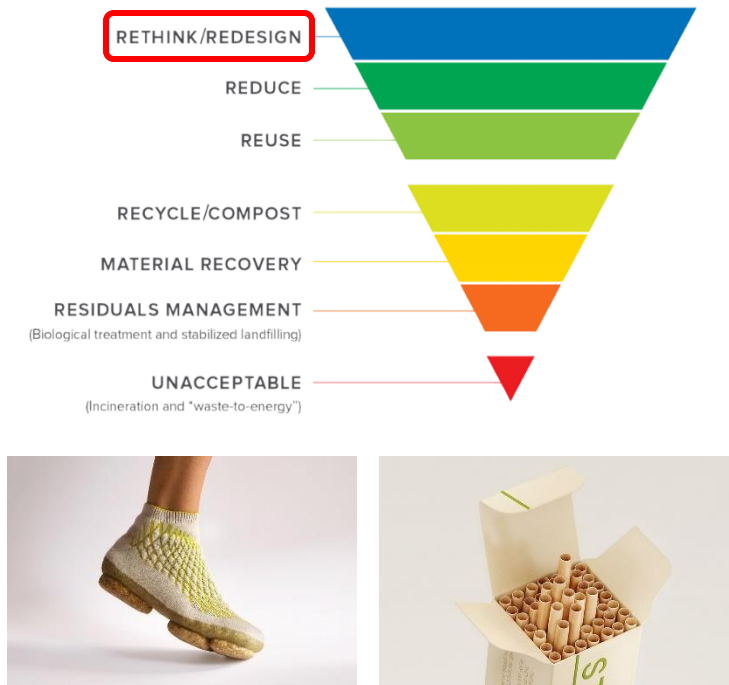 RETHINK/REDESIGN
REDUCE
REUSE
RECYCLE/COMPOST
MATERIAL RECOVERY
RESIDUALS MANAGEMENT
(Biological treatment and stabilized landfilling)
UNACCEPTABLE
(Incineration and “waste-to-energy”)